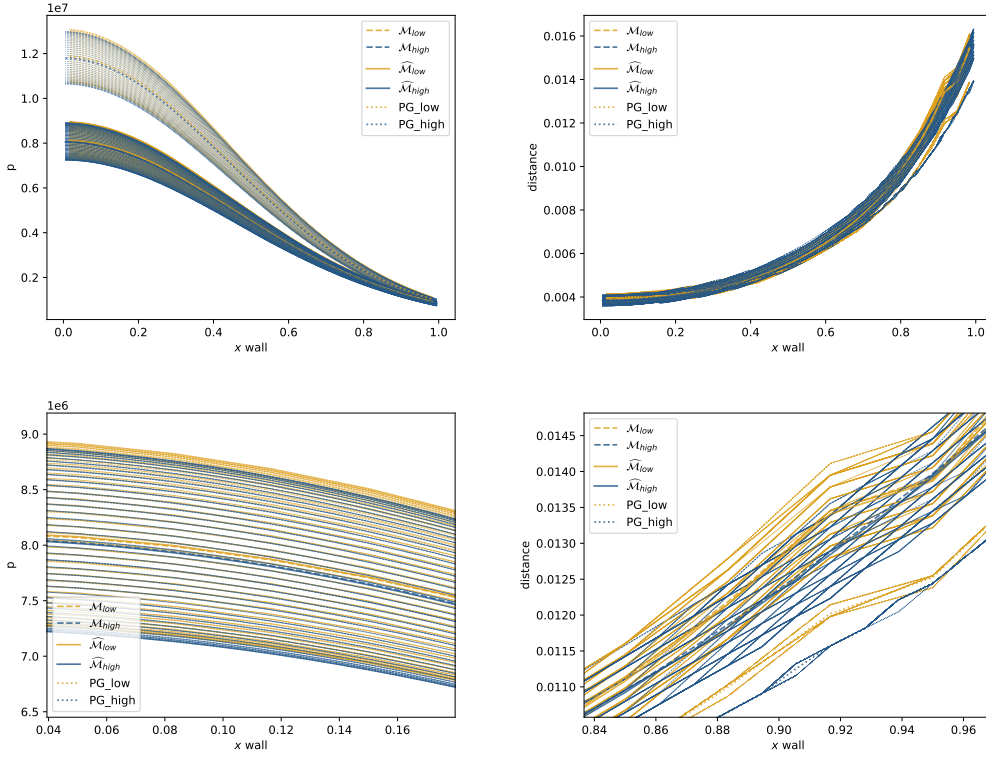 1e7
1.2
1.0
0.8
0.6
0.4
0.2
p
0.0 0.2 0.4 0.6 0.8 1.0
x wall
M_low
M_high
M̂_low
M̂_high
PG_low
PG_high
0.016
0.014
0.012
0.010
0.008
0.006
0.004
distance
0.0 0.2 0.4 0.6 0.8 1.0
x wall
M_low
M_high
M̂_low
M̂_high
PG_low
PG_high
1e6
9.0
8.5
8.0
7.5
7.0
6.5
p
0.04 0.06 0.08 0.10 0.12 0.14 0.16
x wall
M_low
M_high
M̂_low
M̂_high
PG_low
PG_high
0.0145
0.0140
0.0135
0.0130
0.0125
0.0120
0.0115
0.0110
distance
0.84 0.86 0.88 0.90 0.92 0.94 0.96
x wall
M_low
M_high
M̂_low
M̂_high
PG_low
PG_high